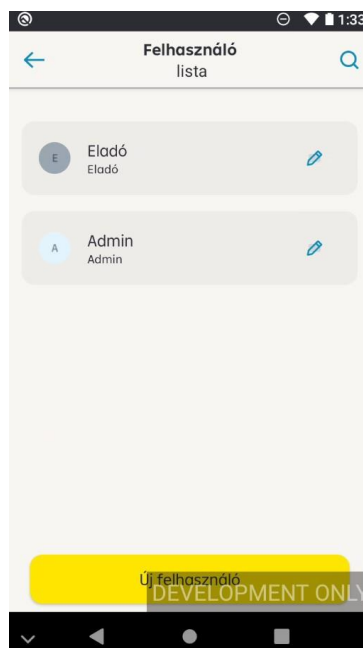 1:33
Felhasználó
lista
E
Eladó
Eladó
A
Admin
Admin
Új felhasználó
DEVELOPMENT ONLY